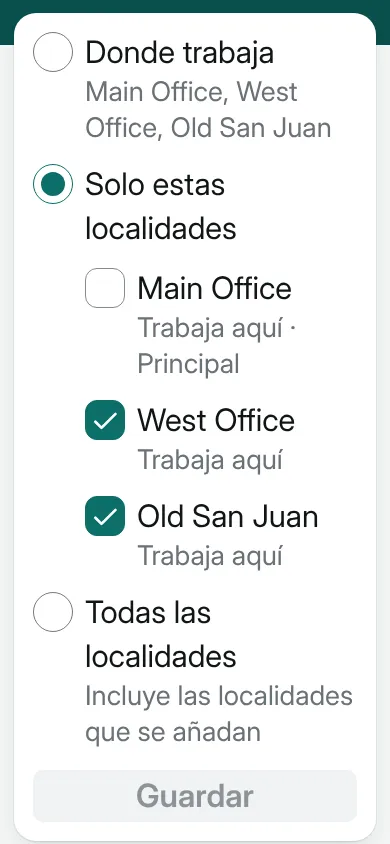 Donde trabaja
Main Office, West
Office, Old San Juan
Solo estas
localidades
Main Office
Trabaja aquí ·
Principal
West Office
Trabaja aquí
Old San Juan
Trabaja aquí
Todas las
localidades
Incluye las localidades
que se añadan
Guardar